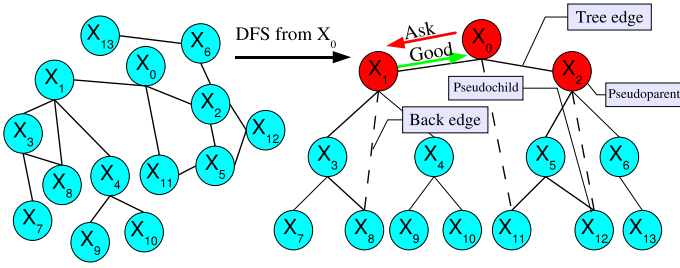 X13
X6
X0
X1
X2
X12
X3
X8
X4
X11
X5
X7
X9
X10
DFS from X0
Ask
Good
X0
Tree edge
X1
X2
Pseudochild
Pseudoparent
Back edge
X3
X4
X5
X6
X7
X8
X9
X10
X11
X12
X13